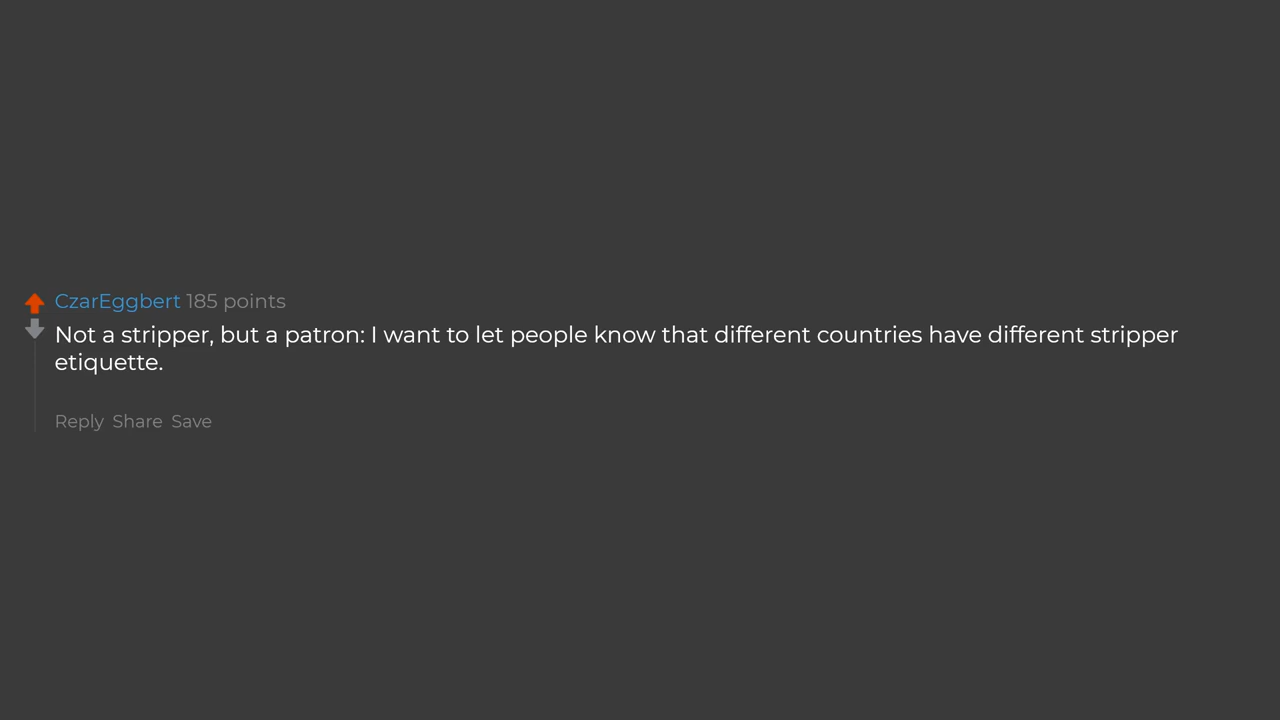 CzarEggbert 185 points
Not a stripper, but a patron: I want to let people know that different countries have different stripper
etiquette.
Reply Share Save